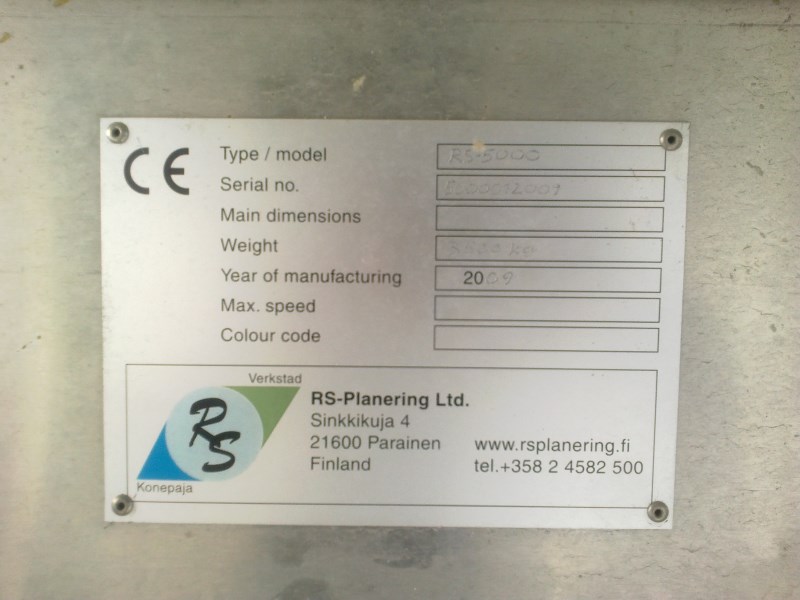 CE
Type / model RS-5000
Serial no.
Main dimensions
Weight
Year of manufacturing 2009
Max. speed
Colour code
Verkstad
RS
Konepaja
RS-Planering Ltd.
Sinkkikuja 4
21600 Parainen www.rsplanering.fi
Finland tel.+358 2 4582 500